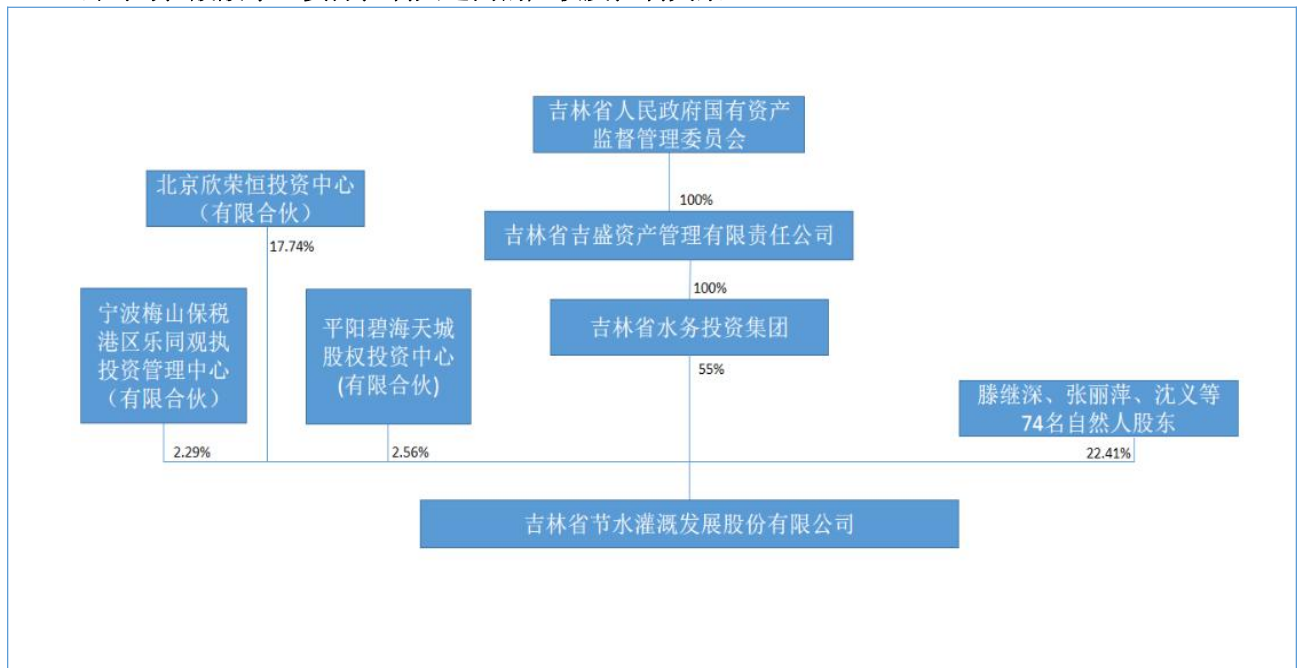 吉林省人民政府国有资产
监督管理委员会
北京欣荣恒投资中心
（有限合伙）
100%
吉林省吉盛资产管理有限责任公司
17.74%
100%
宁波梅山保税
港区乐同观执
投资管理中心
（有限合伙）
平阳碧海天城
股权投资中心
(有限合伙)
吉林省水务投资集团
55%
滕继深、张丽萍、沈义等
74名自然人股东
2.29%
2.56%
22.41%
吉林省节水灌溉发展股份有限公司